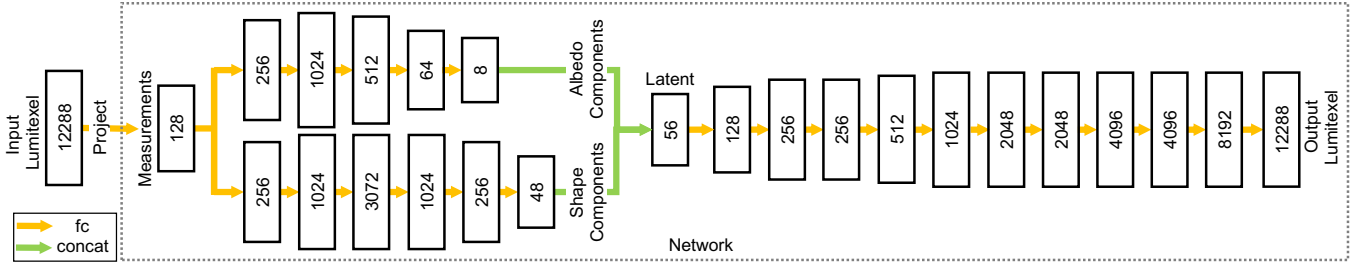 Input
Lumitexel
12288
Project
Measurements
128
256
1024
512
64
8
Albedo
Components
256
1024
3072
1024
256
48
Shape
Components
Latent
56
128
256
256
512
1024
2048
2048
4096
4096
8192
12288
Output
Lumitexel
fc
concat
Network